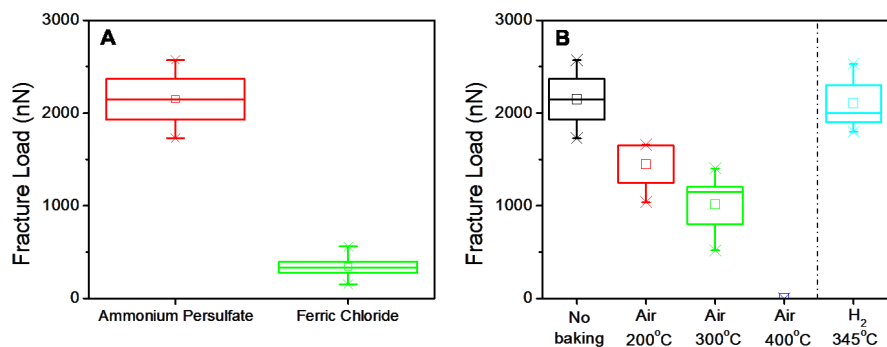 A
Fracture Load (nN)
3000
2000
1000
0
Ammonium Persulfate
Ferric Chloride
B
Fracture Load (nN)
3000
2000
1000
0
No baking
Air 200°C
Air 300°C
Air 400°C
H₂ 345°C